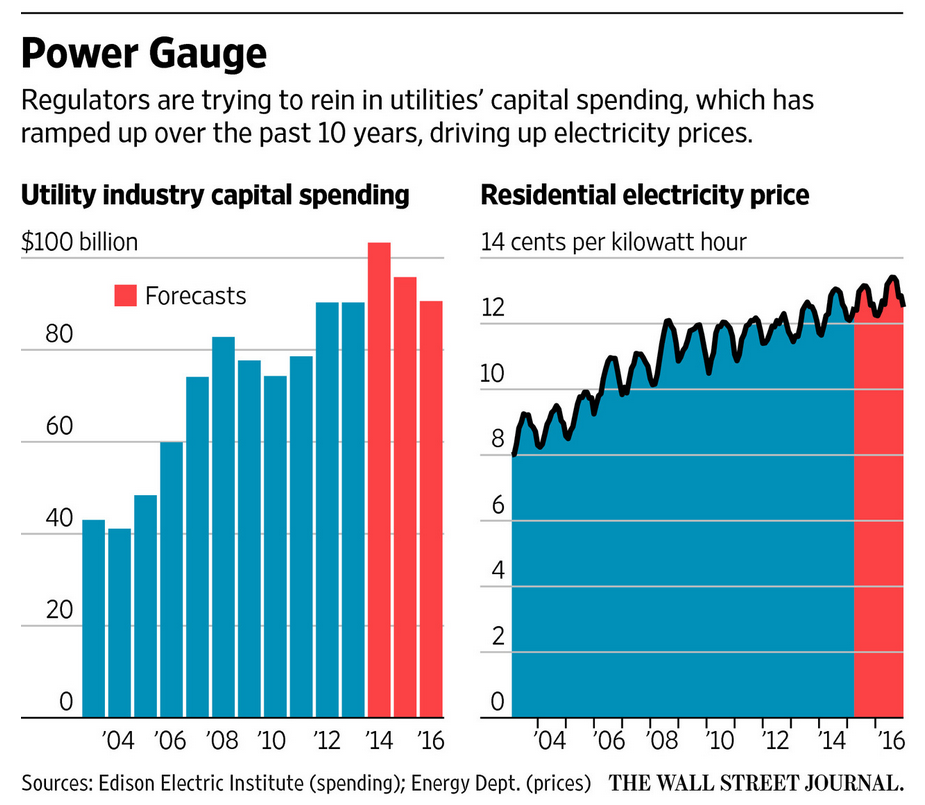 Power Gauge
Regulators are trying to rein in utilities’ capital spending, which has
ramped up over the past 10 years, driving up electricity prices.
Utility industry capital spending
$100 billion
Forecasts
80
60
40
20
0
’04 ’06 ’08 ’10 ’12 ’14 ’16
Residential electricity price
14 cents per kilowatt hour
12
10
8
6
4
2
0
’04 ’06 ’08 ’10 ’12 ’14 ’16
Sources: Edison Electric Institute (spending); Energy Dept. (prices) THE WALL STREET JOURNAL.